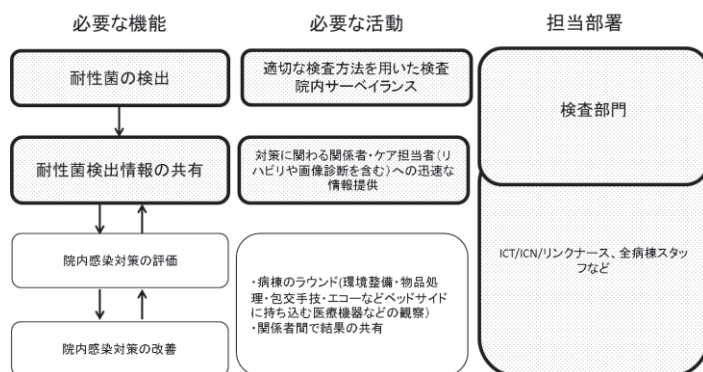 必要な機能
必要な活動
担当部署
耐性菌の検出
適切な検査方法を用いた検査
院内サーベイランス
検査部門
耐性菌検出情報の共有
対策に関わる関係者・ケア担当者(リ
ハビリや画像診断を含む)への迅速な
情報提供
院内感染対策の評価
・病棟のラウンド(環境整備・物品処
理・包交手技・エコーなどベッドサイド
に持ち込む医療機器などの観察)
・関係者間で結果の共有
ICT/ICN/リンクナース、全病棟スタッ
フなど
院内感染対策の改善